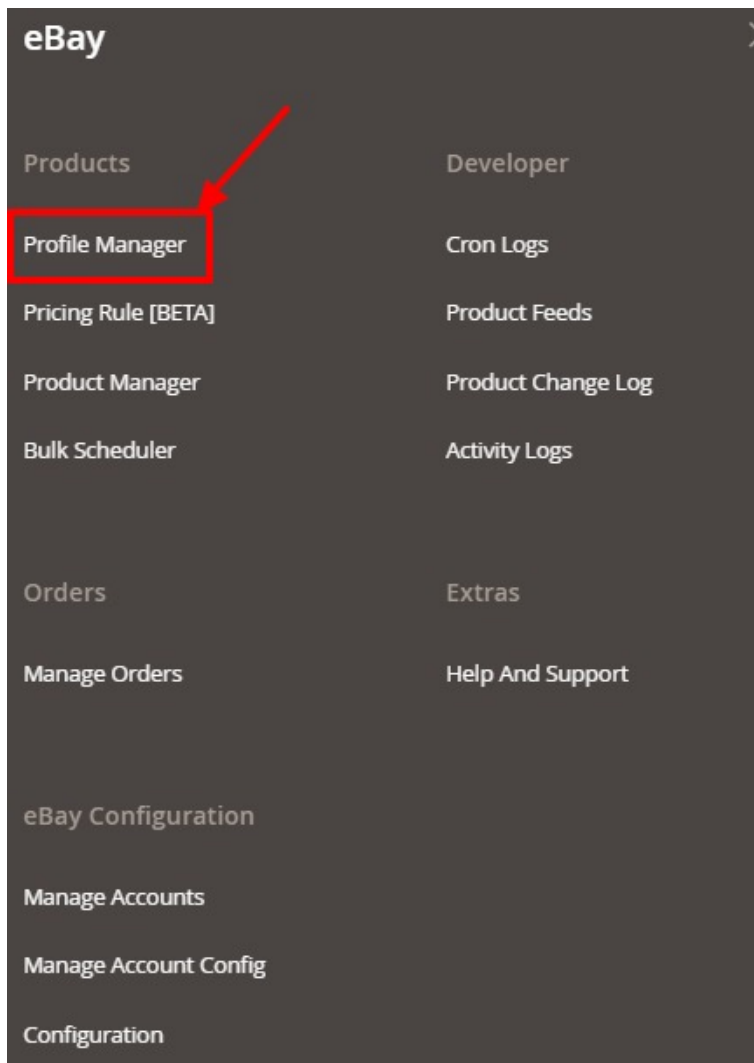 eBay
Products
Profile Manager
Pricing Rule [BETA]
Product Manager
Bulk Scheduler
Developer
Cron Logs
Product Feeds
Product Change Log
Activity Logs
Orders
Manage Orders
Extras
Help And Support
eBay Configuration
Manage Accounts
Manage Account Config
Configuration